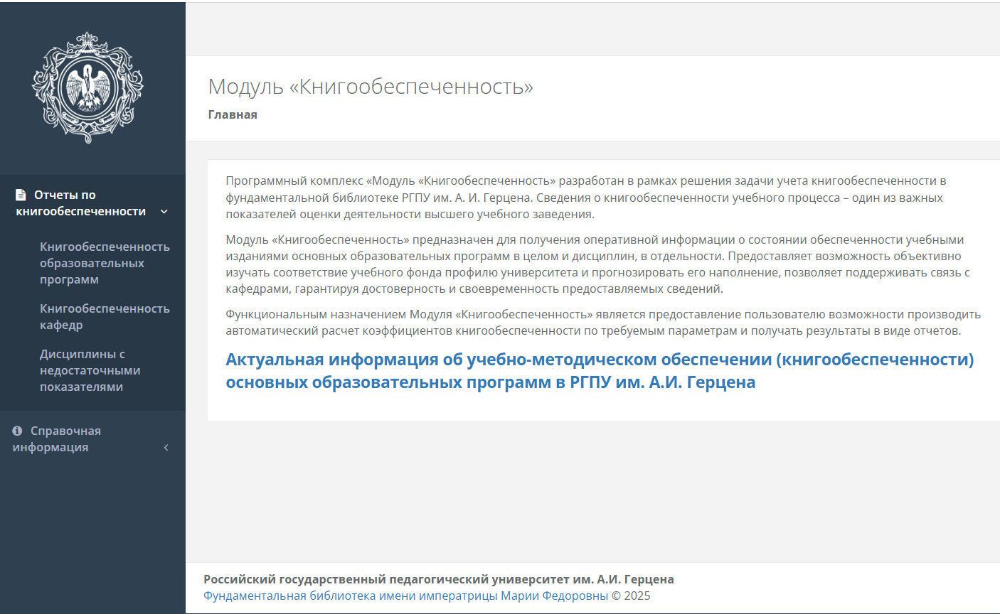 Отчеты по
книгообеспеченности
Книгообеспеченность
образовательных
программ
Книгообеспеченность
кафедр
Дисциплины с
недостаточными
показателями
Справочная
информация
Модуль «Книгообеспеченность»
Главная
Программный комплекс «Модуль «Книгообеспеченность» разработан в рамках решения задачи учета книгообеспеченности в
фундаментальной библиотеке РГПУ им. А. И. Герцена. Сведения о книгообеспеченности учебного процесса – один из важных
показателей оценки деятельности высшего учебного заведения.
Модуль «Книгообеспеченность» предназначен для получения оперативной информации о состоянии обеспеченности учебными
изданиями основных образовательных программ в целом и дисциплин, в отдельности. Предоставляет возможность объективно
изучать соответствие учебного фонда профилю университета и прогнозировать его наполнение, позволяет поддерживать связь с
кафедрами, гарантируя достоверность и своевременность предоставляемых сведений.
Функциональным назначением Модуля «Книгообеспеченность» является предоставление пользователю возможности производить
автоматический расчет коэффициентов книгообеспеченности по требуемым параметрам и получать результаты в виде отчетов.
Актуальная информация об учебно-методическом обеспечении (книгообеспеченности)
основных образовательных программ в РГПУ им. А.И. Герцена
Российский государственный педагогический университет им. А.И. Герцена
Фундаментальная библиотека имени императрицы Марии Федоровны © 2025